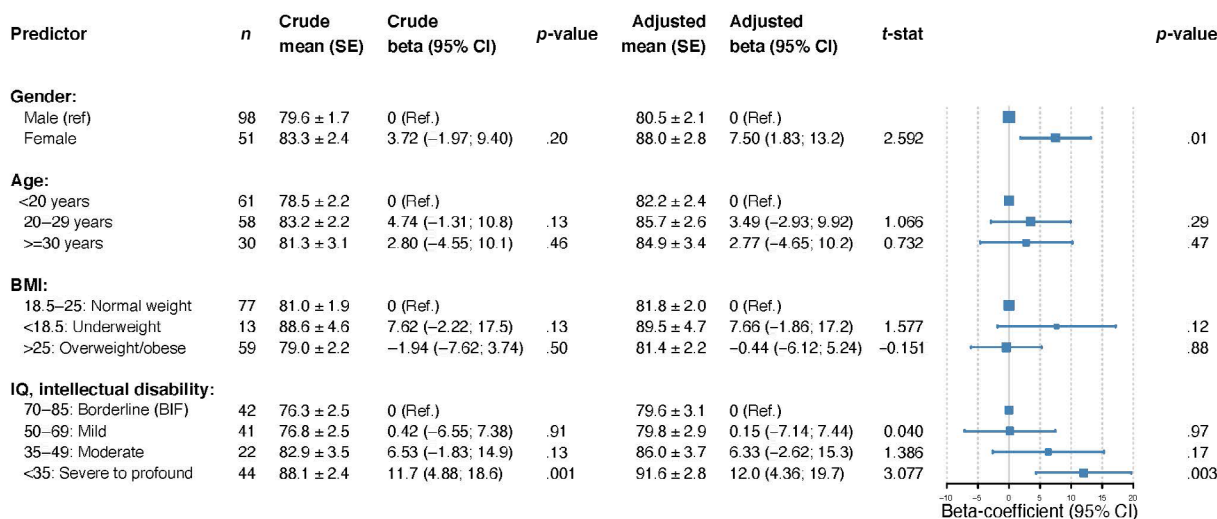 Predictor n Crude mean (SE) Crude beta (95% CI) p-value Adjusted mean (SE) Adjusted beta (95% CI) t-stat p-value
Gender:
Male (ref) 98 79.6 ± 1.7 0 (Ref.) 80.5 ± 2.1 0 (Ref.)
Female 51 83.3 ± 2.4 3.72 (−1.97; 9.40) .20 88.0 ± 2.8 7.50 (1.83; 13.2) 2.592 .01
Age:
<20 years 61 78.5 ± 2.2 0 (Ref.) 82.2 ± 2.4 0 (Ref.)
20–29 years 58 83.2 ± 2.2 4.74 (−1.31; 10.8) .13 85.7 ± 2.6 3.49 (−2.93; 9.92) 1.066 .29
>=30 years 30 81.3 ± 3.1 2.80 (−4.55; 10.1) .46 84.9 ± 3.4 2.77 (−4.65; 10.2) 0.732 .47
BMI:
18.5–25: Normal weight 77 81.0 ± 1.9 0 (Ref.) 81.8 ± 2.0 0 (Ref.)
<18.5: Underweight 13 88.6 ± 4.6 7.62 (−2.22; 17.5) .13 89.5 ± 4.7 7.66 (−1.86; 17.2) 1.577 .12
>25: Overweight/obese 59 79.0 ± 2.2 −1.94 (−7.62; 3.74) .50 81.4 ± 2.2 −0.44 (−6.12; 5.24) −0.151 .88
IQ, intellectual disability:
70–85: Borderline (BIF) 42 76.3 ± 2.5 0 (Ref.) 79.6 ± 3.1 0 (Ref.)
50–69: Mild 41 76.8 ± 2.5 0.42 (−6.55; 7.38) .91 79.8 ± 2.9 0.15 (−7.14; 7.44) 0.040 .97
35–49: Moderate 22 82.9 ± 3.5 6.53 (−1.83; 14.9) .13 86.0 ± 3.7 6.33 (−2.62; 15.3) 1.386 .17
<35: Severe to profound 44 88.1 ± 2.4 11.7 (4.88; 18.6) .001 91.6 ± 2.8 12.0 (4.36; 19.7) 3.077 .003
−10 −5 0 5 10 15 20
Beta-coefficient (95% CI)